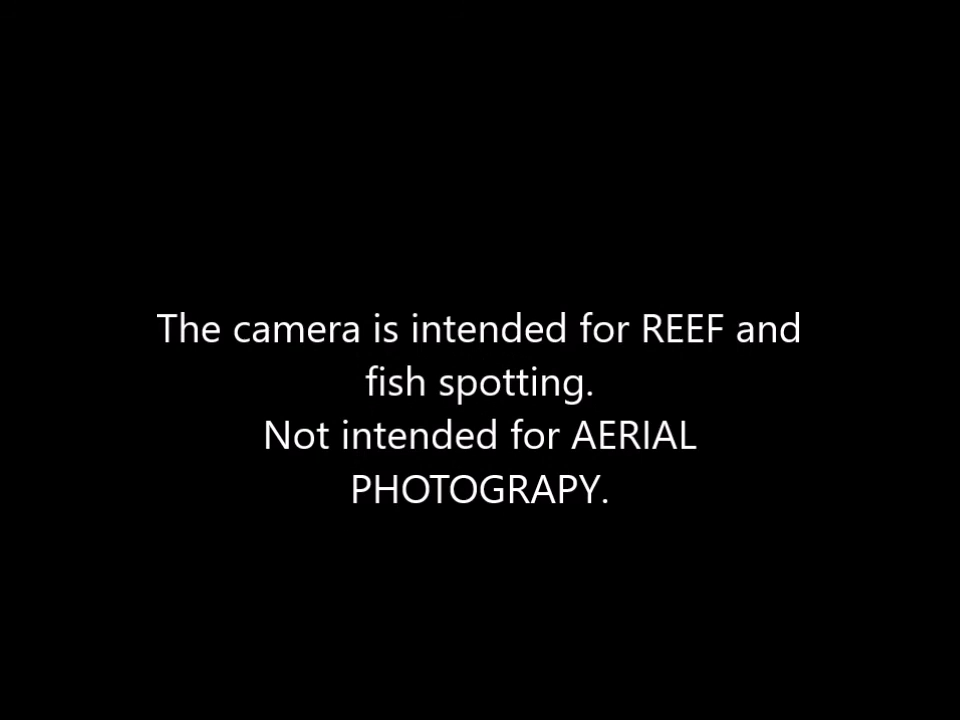 The camera is intended for REEF and
fish spotting.
Not intended for AERIAL
PHOTOGRAPY.